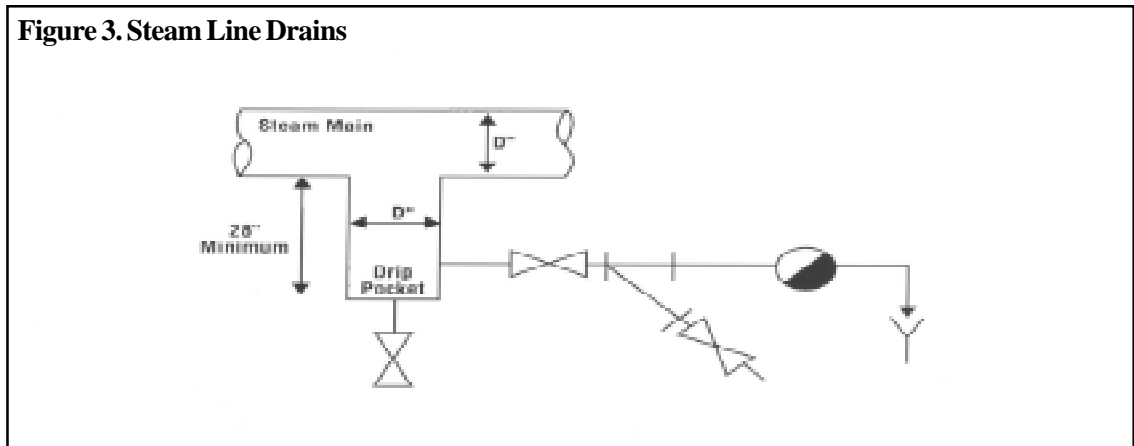 Figure 3. Steam Line Drains
Steam Main
D"
D"
28"
Minimum
Drip
Pocket